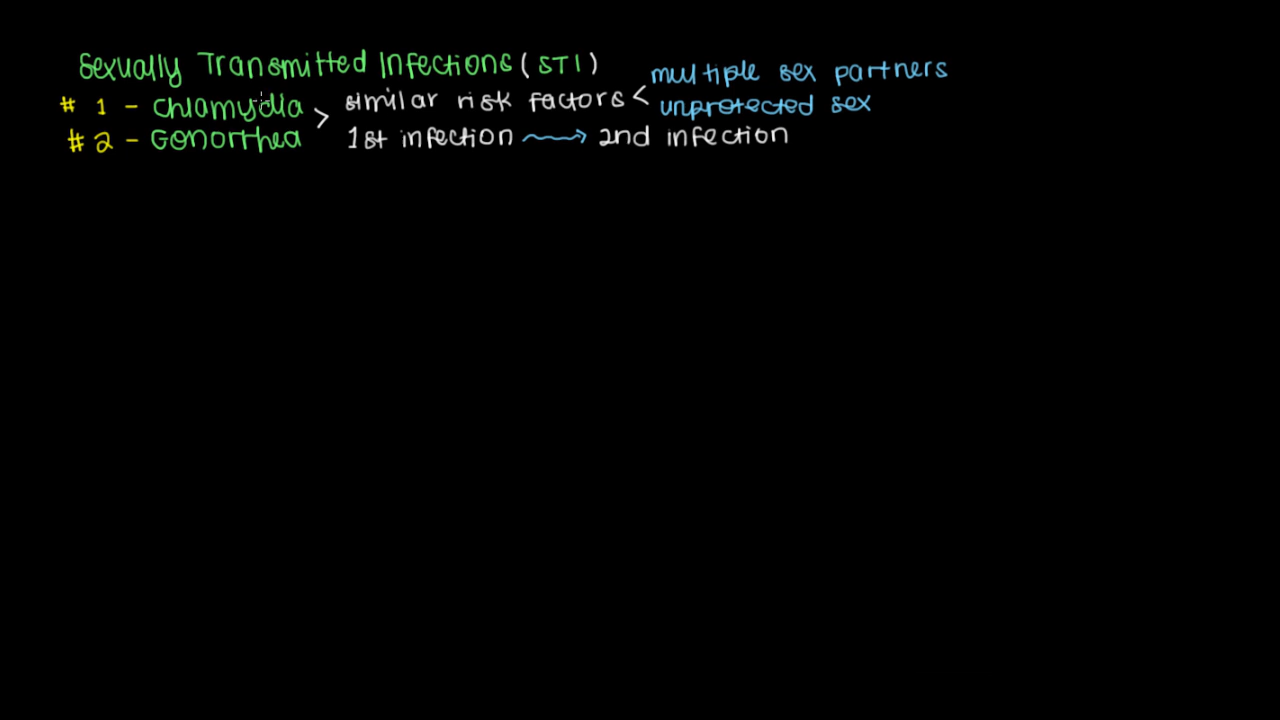 Sexually Transmitted Infections (STI)
# 1 - Chlamydia > similar risk factors < multiple sex partners
unprotected sex
# 2 - Gonorrhea 1st infection → 2nd infection